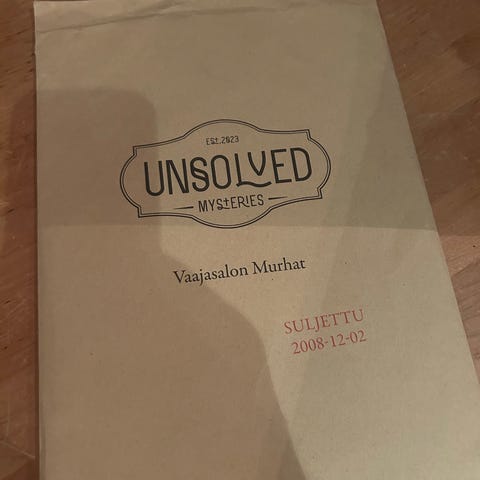 EST.2023
UNSOLVED
MYSTERIES
Vaajasalon Murhat
SULJETTU
2008-12-02